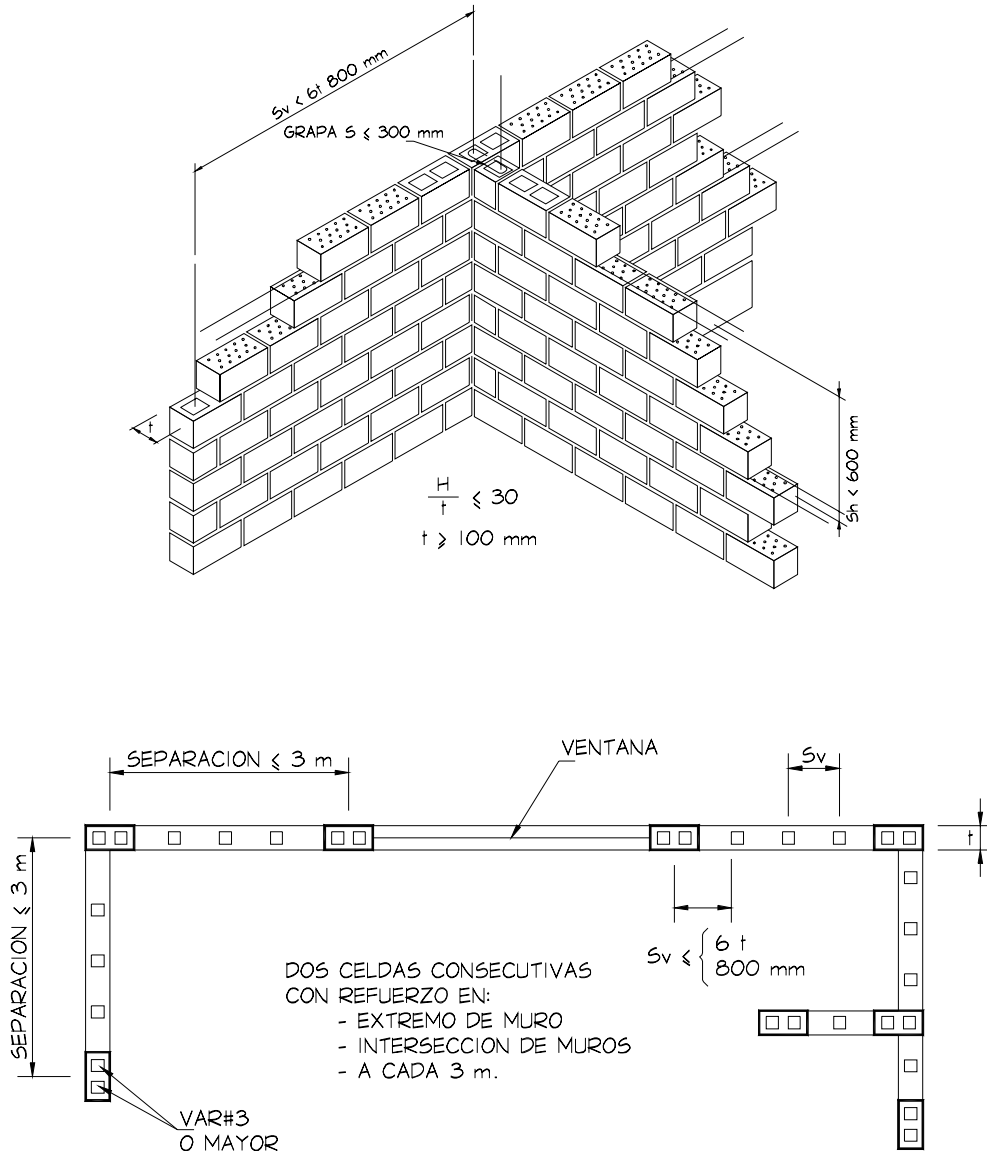 Sv < 6t 800 mm
GRAPA S ≤ 300 mm
t
Sh < 600 mm
H
t
≤ 30
t ≥ 100 mm
VENTANA
SEPARACION ≤ 3 m
Sv
t
SEPARACION ≤ 3 m
Sv ≤ { 6 t
800 mm
DOS CELDAS CONSECUTIVAS
CON REFUERZO EN:
- EXTREMO DE MURO
- INTERSECCION DE MUROS
- A CADA 3 m.
VAR#3
O MAYOR